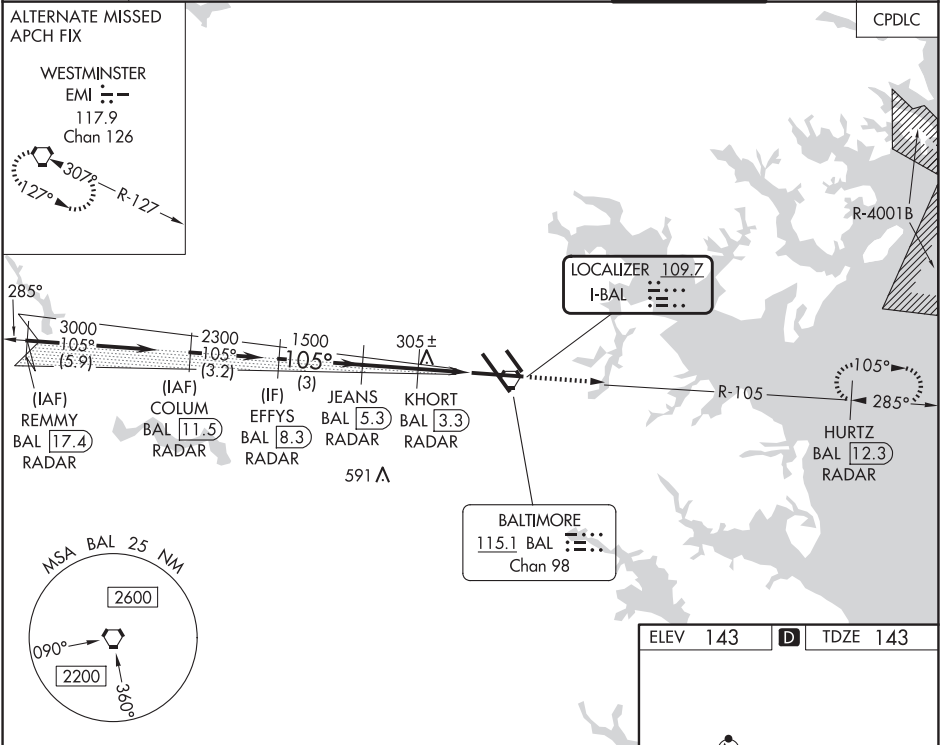 ALTERNATE MISSED
APCH FIX
WESTMINSTER
EMI
117.9
Chan 126
307°
127°
R-127
CPDLC
R-4001B
LOCALIZER 109.7
I-BAL
285°
3000
105°
(5.9)
2300
105°
(3.2)
1500
105°
(3)
305 ±
(IAF)
REMMY
BAL 17.4
RADAR
(IAF)
COLUM
BAL 11.5
RADAR
(IF)
EFFYS
BAL 8.3
RADAR
JEANS
BAL 5.3
RADAR
KHORT
BAL 3.3
RADAR
R-105
105°
285°
HURTZ
BAL 12.3
RADAR
591
BALTIMORE
115.1 BAL
Chan 98
MSA BAL 25 NM
2600
090°
2200
360°
ELEV 143 D TDZE 143